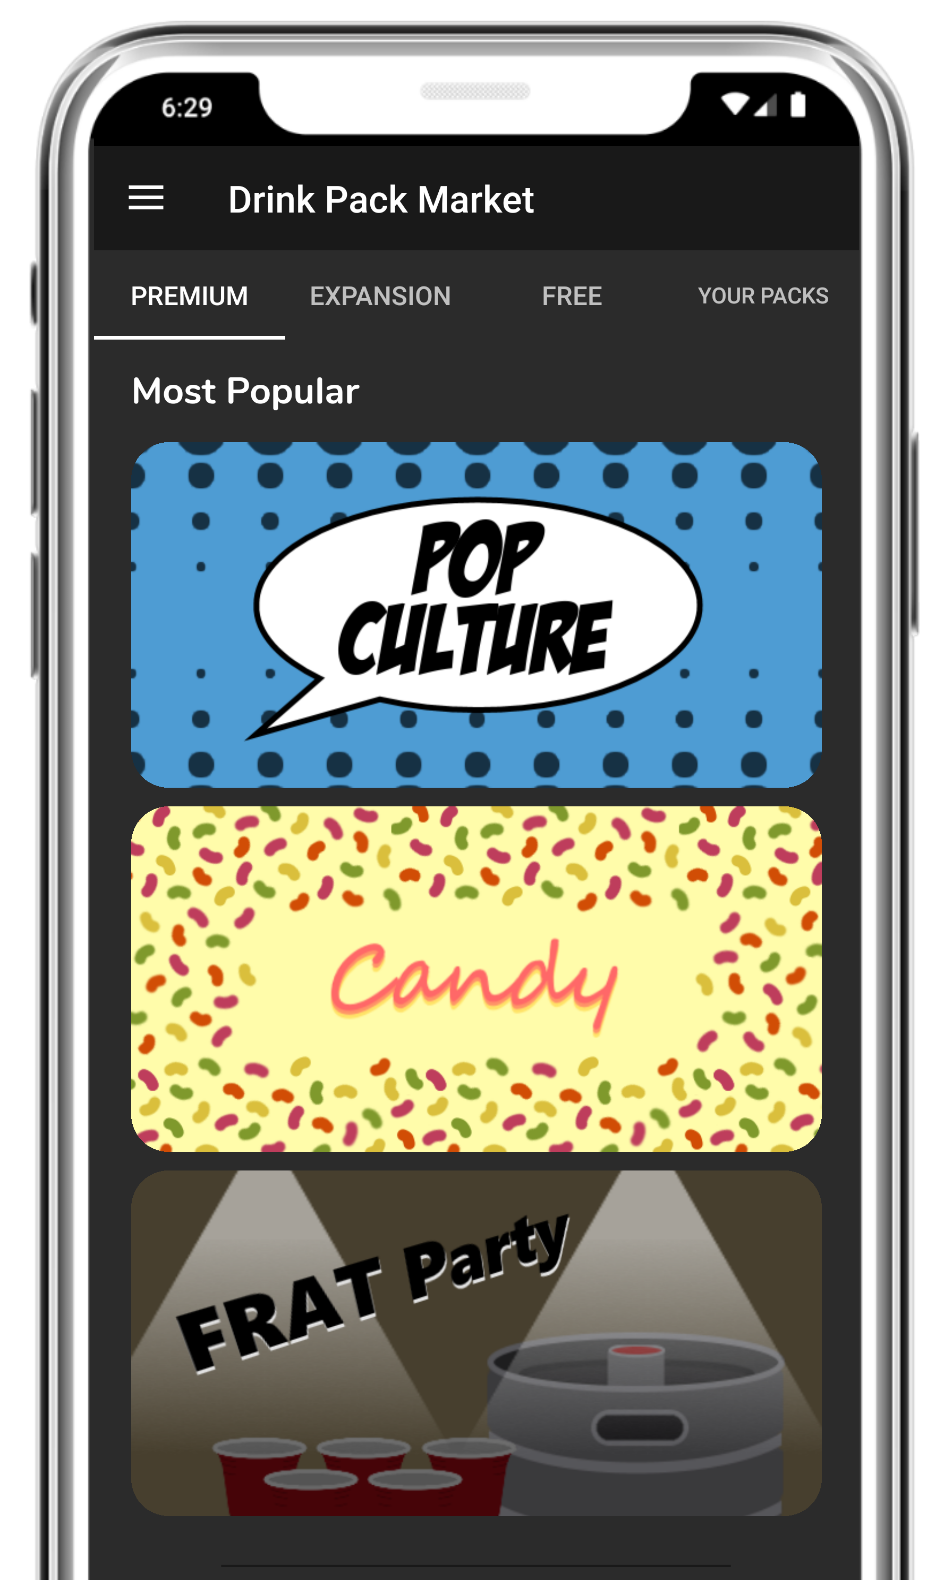 6:29
Drink Pack Market
PREMIUM EXPANSION FREE YOUR PACKS
Most Popular
POP
CULTURE
Candy
FRAT Party